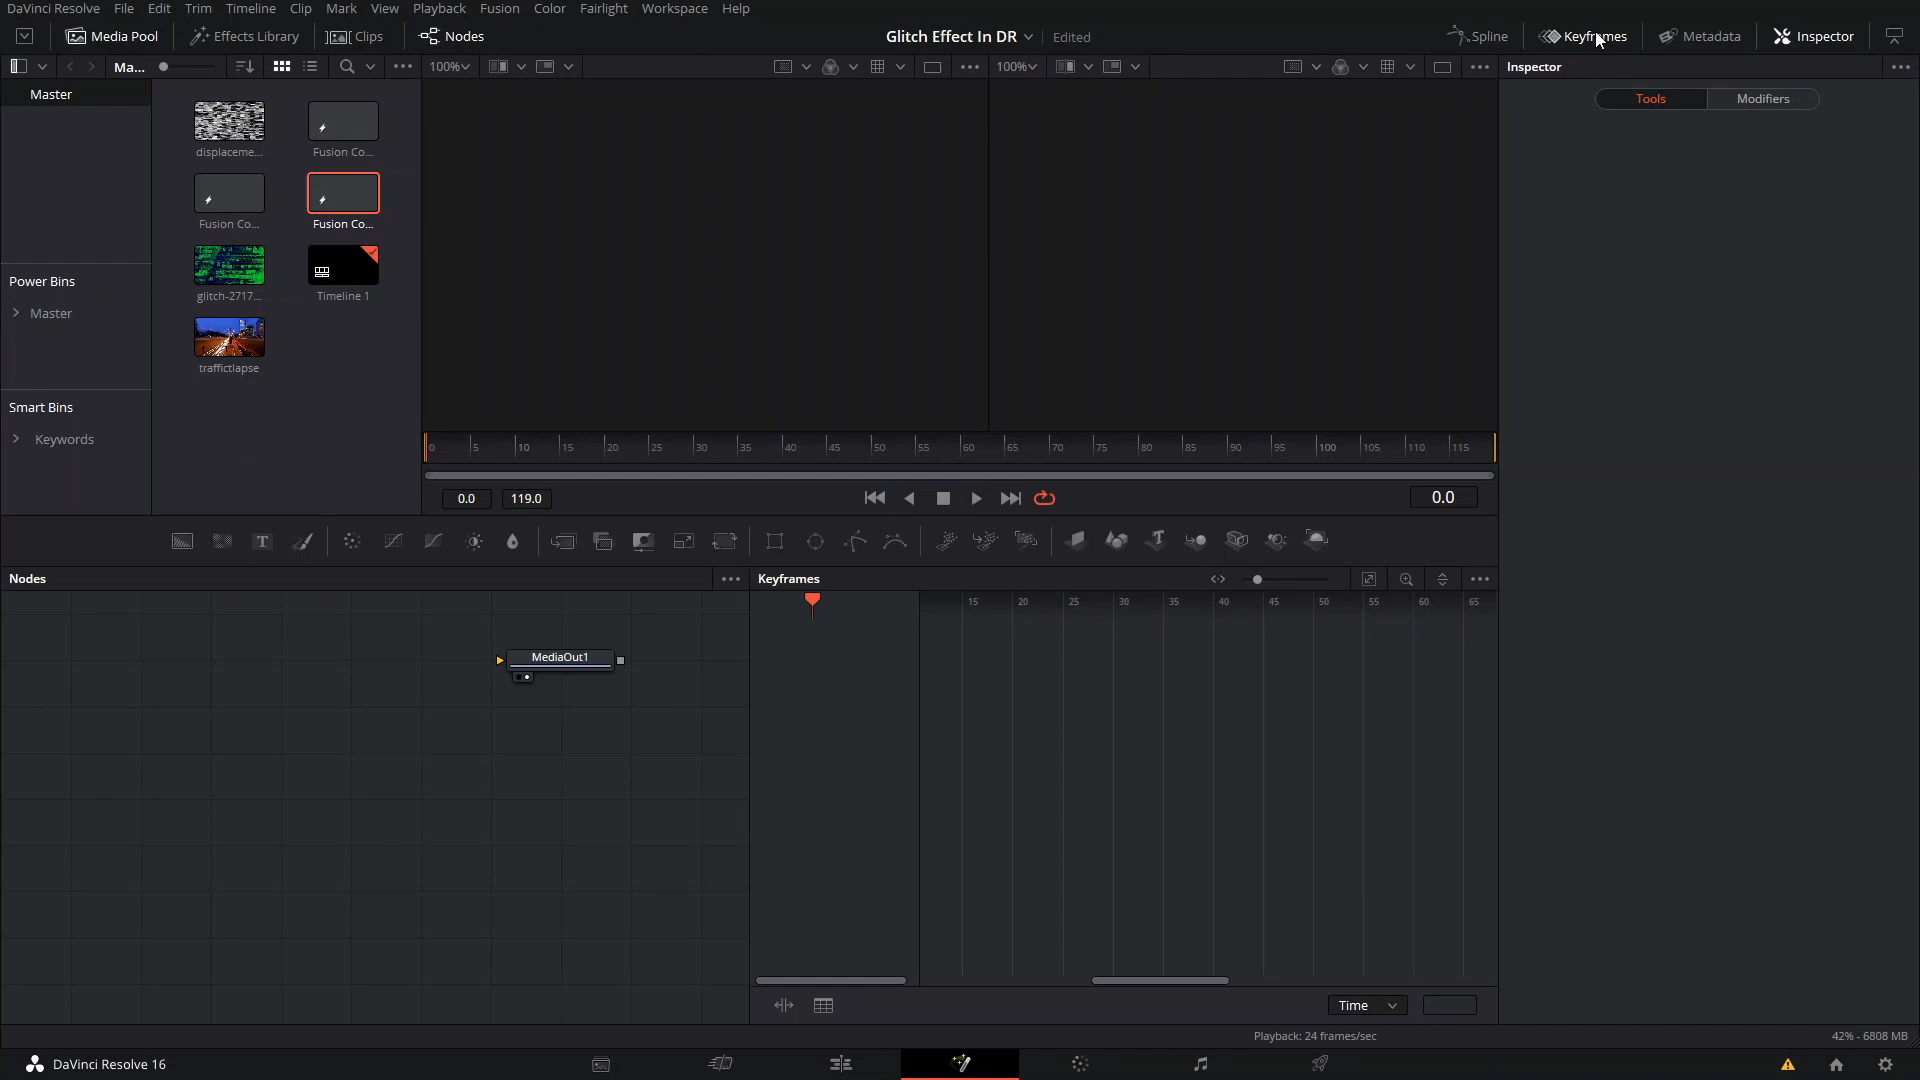 DaVinci Resolve File Edit Trim Timeline Clip Mark View Playback Fusion Color Fairlight Workspace Help
Media Pool Effects Library Clips Nodes Glitch Effect In DR Edited Spline Keyframes Metadata Inspector
Ma... 100% 100% Inspector
Master
Tools Modifiers
displaceme... Fusion Co...
Fusion Co... Fusion Co...
glitch-2717... Timeline 1
traffictlapse
Power Bins
Master
Smart Bins
Keywords
0 5 10 15 20 25 30 35 40 45 50 55 60 65 70 75 80 85 90 95 100 105 110 115
0.0 119.0 0.0
T
Nodes Keyframes
15 20 25 30 35 40 45 50 55 60 65
MediaOut1
Time
Playback: 24 frames/sec 42% - 6808 MB
DaVinci Resolve 16